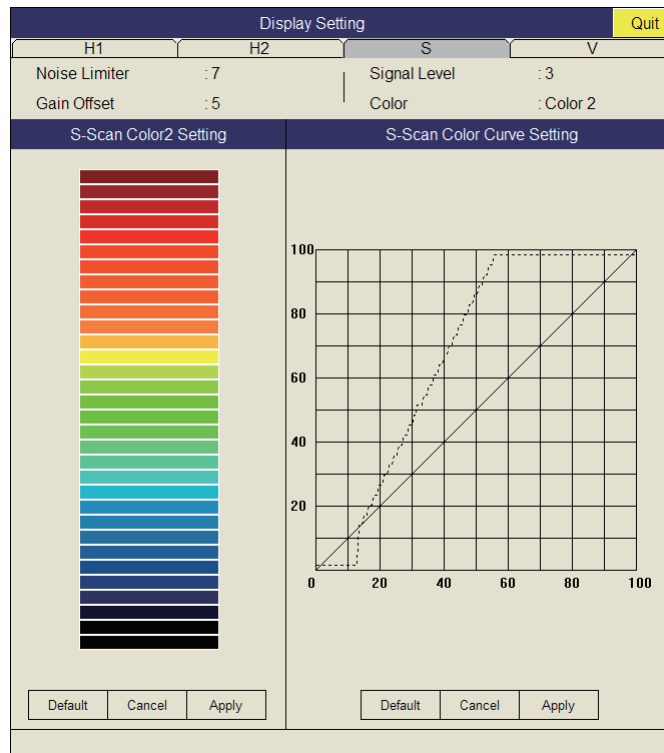 Display Setting
Quit
H1
H2
S
V
Noise Limiter : 7
Signal Level : 3
Gain Offset : 5
Color : Color 2
S-Scan Color2 Setting
S-Scan Color Curve Setting
100
80
60
40
20
0 20 40 60 80 100
Default Cancel Apply
Default Cancel Apply